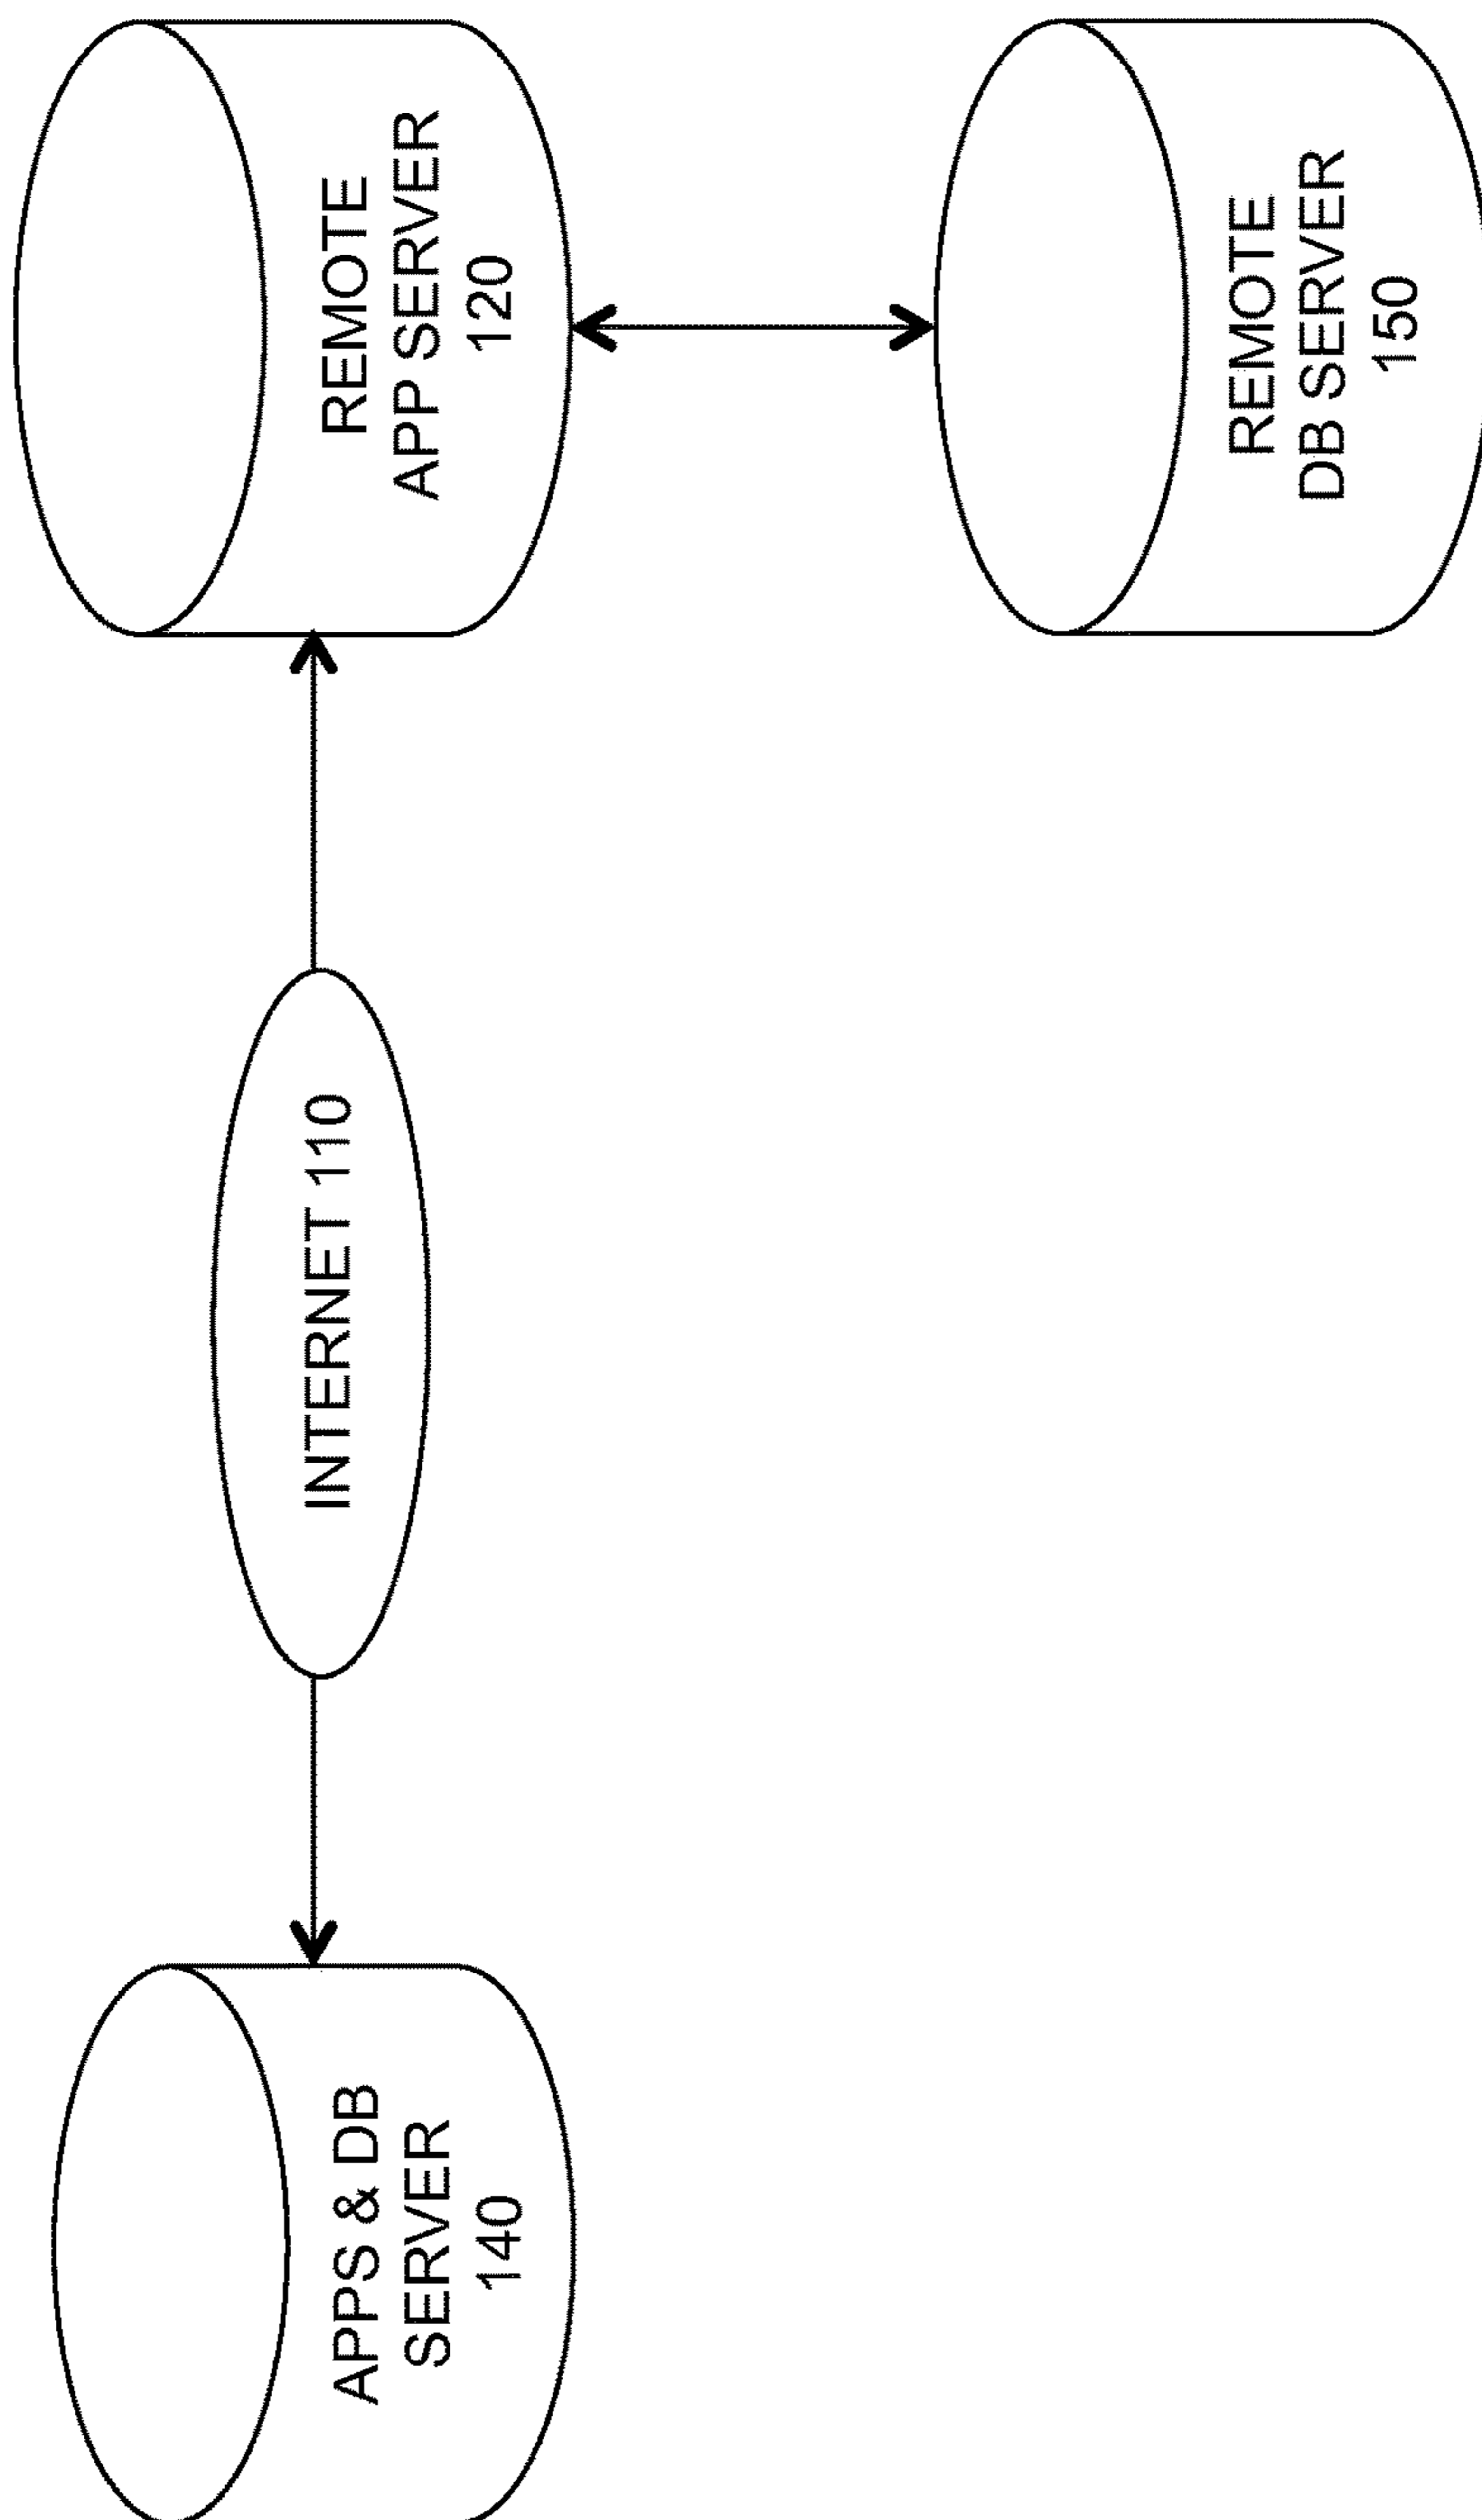 APPS & DB
SERVER
140
INTERNET 110
REMOTE
APP SERVER
120
REMOTE
DB SERVER
150